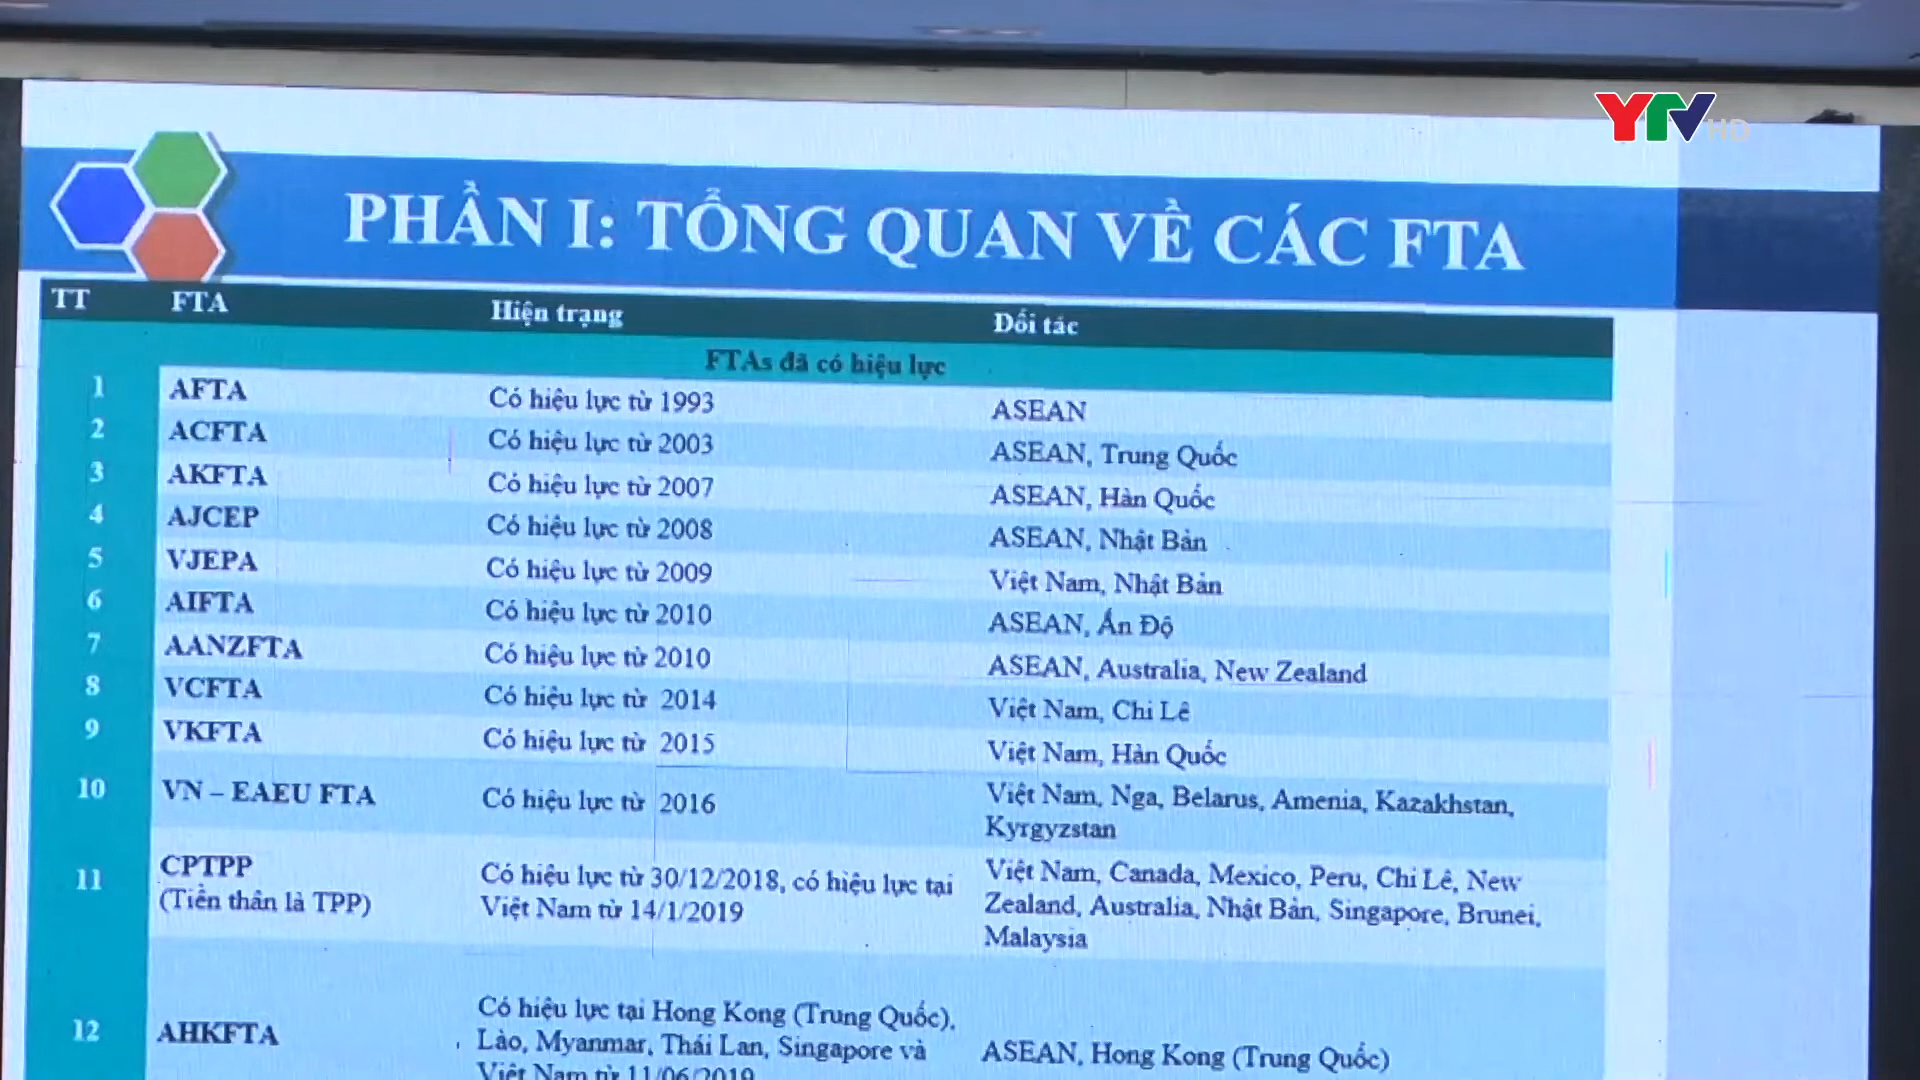 YTV HD
PHẦN I: TỔNG QUAN VỀ CÁC FTA
TT FTA Hiện trạng Đối tác
FTAs đã có hiệu lực
1 AFTA Có hiệu lực từ 1993 ASEAN
2 ACFTA Có hiệu lực từ 2003 ASEAN, Trung Quốc
3 AKFTA Có hiệu lực từ 2007 ASEAN, Hàn Quốc
4 AJCEP Có hiệu lực từ 2008 ASEAN, Nhật Bản
5 VJEPA Có hiệu lực từ 2009 Việt Nam, Nhật Bản
6 AIFTA Có hiệu lực từ 2010 ASEAN, Ấn Độ
7 AANZFTA Có hiệu lực từ 2010 ASEAN, Australia, New Zealand
8 VCFTA Có hiệu lực từ 2014 Việt Nam, Chi Lê
9 VKFTA Có hiệu lực từ 2015 Việt Nam, Hàn Quốc
10 VN – EAEU FTA Có hiệu lực từ 2016 Việt Nam, Nga, Belarus, Amenia, Kazakhstan,
Kyrgyzstan
11 CPTPP
(Tiền thân là TPP)
Có hiệu lực từ 30/12/2018, có hiệu lực tại
Việt Nam từ 14/1/2019
Việt Nam, Canada, Mexico, Peru, Chi Lê, New
Zealand, Australia, Nhật Bản, Singapore, Brunei,
Malaysia
12 AHKFTA
Có hiệu lực tại Hong Kong (Trung Quốc),
Lào, Myanmar, Thái Lan, Singapore và
Việt Nam từ 11/06/2019
ASEAN, Hong Kong (Trung Quốc)